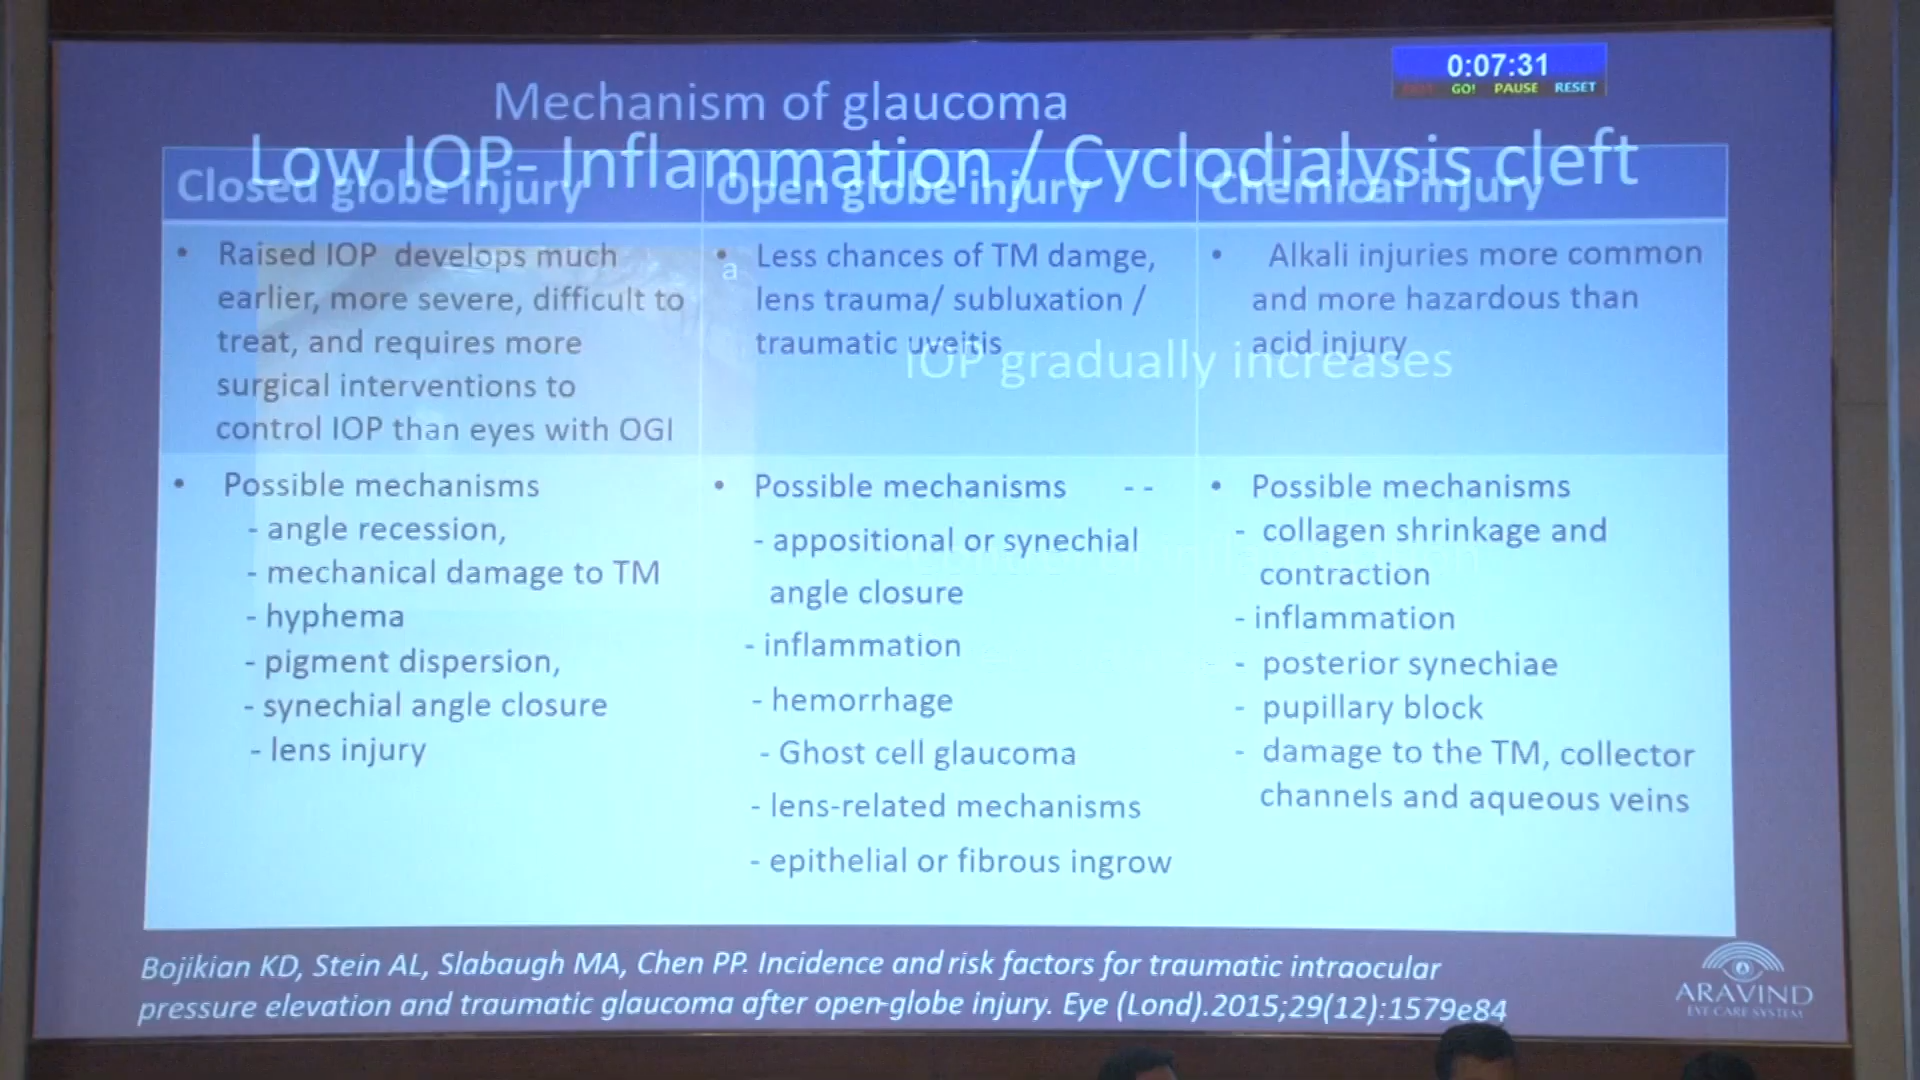 0:07:31
GO! PAUSE RESET
Mechanism of glaucoma
Low IOP- Inflammation / Cyclodialysis cleft
Closed globe injury
Open globe injury
Chemical injury
• Raised IOP develops much
earlier, more severe, difficult to
treat, and requires more
surgical interventions to
control IOP than eyes with OGI
a
• Less chances of TM damge,
lens trauma/ subluxation /
traumatic uveitis
• Alkali injuries more common
and more hazardous than
acid injury
IOP gradually increases
• Possible mechanisms
- angle recession,
- mechanical damage to TM
- hyphema
- pigment dispersion,
- synechial angle closure
- lens injury
• Possible mechanisms - -
- appositional or synechial
angle closure
- inflammation
- hemorrhage
- Ghost cell glaucoma
- lens-related mechanisms
- epithelial or fibrous ingrow
• Possible mechanisms
- collagen shrinkage and
contraction
- inflammation
- posterior synechiae
- pupillary block
- damage to the TM, collector
channels and aqueous veins
Bojikian KD, Stein AL, Slabaugh MA, Chen PP. Incidence and risk factors for traumatic intraocular
pressure elevation and traumatic glaucoma after open-globe injury. Eye (Lond).2015;29(12):1579e84
ARAVIND
EYE CARE SYSTEM